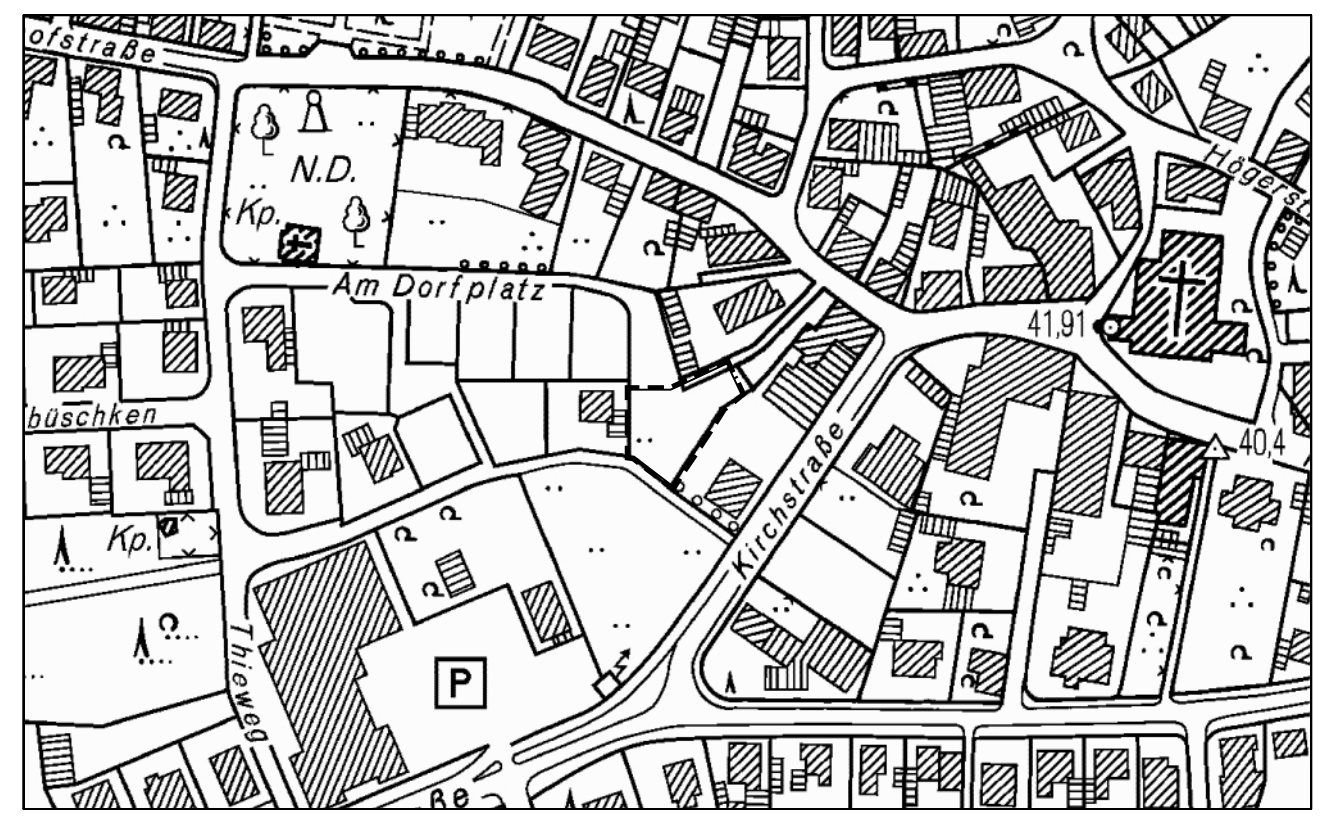 ofstraße
N.D.
Kp.
Högerst
Am Dorfplatz
41,91
büschken
40,4
Kirchstraße
Kp.
Thieweg
P
ße